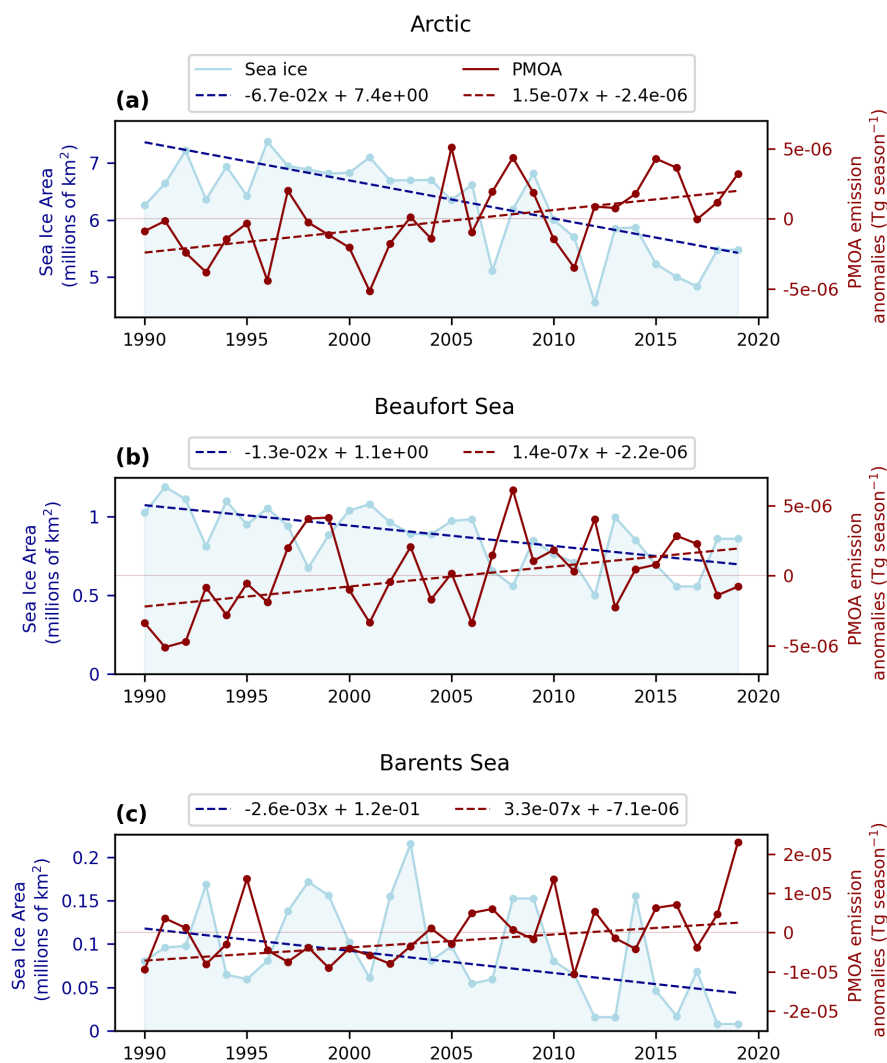 Arctic
Sea ice PMOA
-6.7e-02x + 7.4e+00 1.5e-07x + -2.4e-06
(a)
Sea Ice Area
(millions of km²)
7
6
5
5e-06
0
-5e-06
PMOA emission
anomalies (Tg season⁻¹)
1990 1995 2000 2005 2010 2015 2020
Beaufort Sea
-1.3e-02x + 1.1e+00 1.4e-07x + -2.2e-06
(b)
Sea Ice Area
(millions of km²)
1
0.5
0
5e-06
0
-5e-06
PMOA emission
anomalies (Tg season⁻¹)
1990 1995 2000 2005 2010 2015 2020
Barents Sea
-2.6e-03x + 1.2e-01 3.3e-07x + -7.1e-06
(c)
Sea Ice Area
(millions of km²)
0.2
0.15
0.1
0.05
0
2e-05
1e-05
0
-1e-05
-2e-05
PMOA emission
anomalies (Tg season⁻¹)
1990 1995 2000 2005 2010 2015 2020